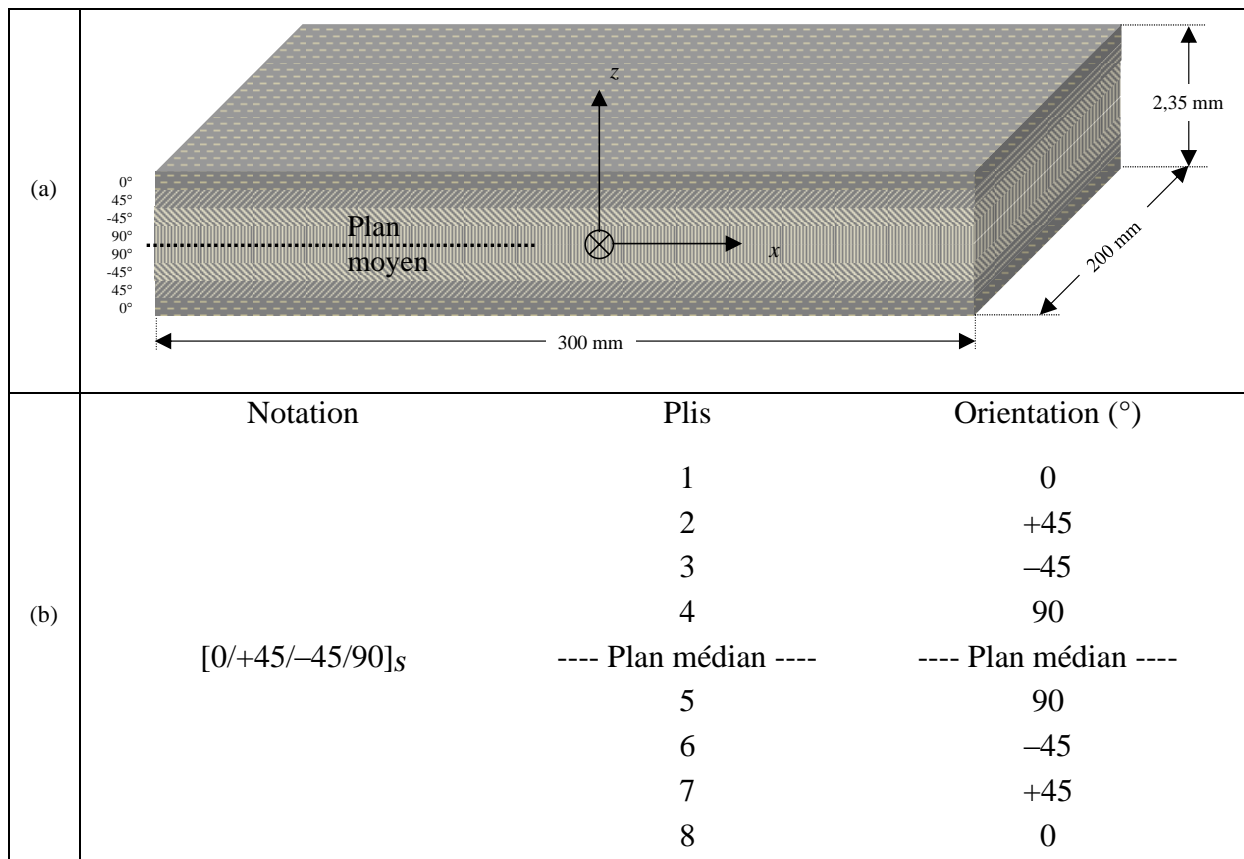 (a)
z
2,35 mm
0°
45°
-45°
90°
90°
-45°
45°
0°
Plan
moyen
x
200 mm
300 mm
(b)
Notation Plis Orientation (°)
1 0
2 +45
3 –45
4 90
[0/+45/–45/90]s ---- Plan médian ---- ---- Plan médian ----
5 90
6 –45
7 +45
8 0